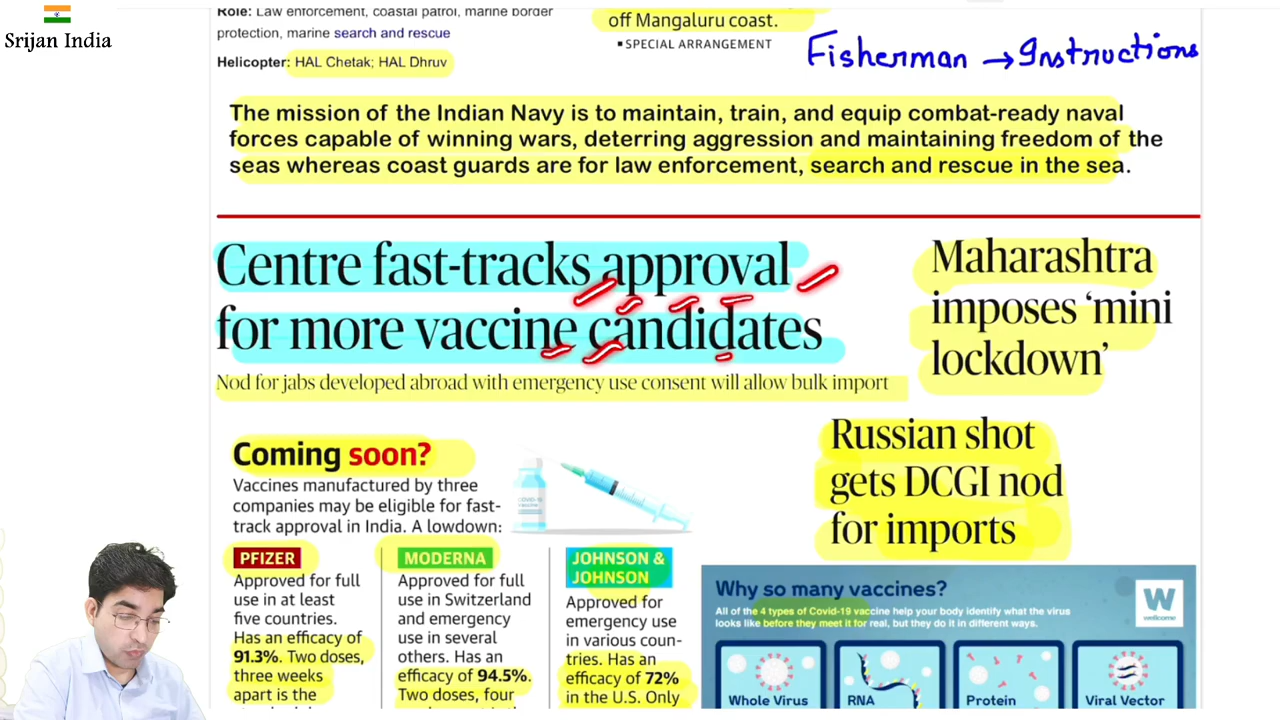 Srijan India
Role: Law enforcement, coastal patrol, marine border
protection, marine search and rescue
Helicopter: HAL Chetak; HAL Dhruv
off Mangaluru coast.
▪SPECIAL ARRANGEMENT
Fisherman → Instructions
The mission of the Indian Navy is to maintain, train, and equip combat-ready naval
forces capable of winning wars, deterring aggression and maintaining freedom of the
seas whereas coast guards are for law enforcement, search and rescue in the sea.
Centre fast-tracks approval
for more vaccine candidates
Nod for jabs developed abroad with emergency use consent will allow bulk import
Maharashtra
imposes ‘mini
lockdown’
Russian shot
gets DCGI nod
for imports
Coming soon?
Vaccines manufactured by three
companies may be eligible for fast-
track approval in India. A lowdown:
PFIZER
Approved for full
use in at least
five countries.
Has an efficacy of
91.3%. Two doses,
three weeks
apart is the
MODERNA
Approved for full
use in Switzerland
and emergency
use in several
others. Has an
efficacy of 94.5%.
Two doses, four
JOHNSON &
JOHNSON
Approved for
emergency use
in various coun-
tries. Has an
efficacy of 72%
in the U.S. Only
Why so many vaccines?
All of the 4 types of Covid-19 vaccine help your body identify what the virus
looks like before they meet it for real, but they do it in different ways.
W
wellcome
Whole Virus
RNA
Protein
Viral Vector